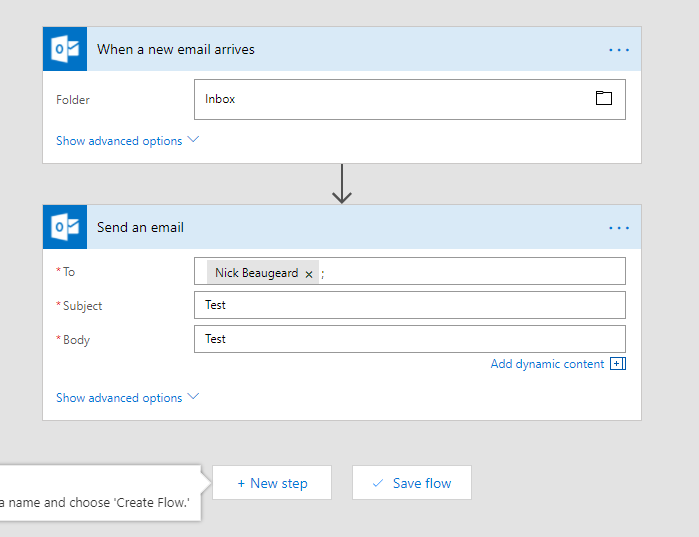 When a new email arrives
Folder
Inbox
Show advanced options
Send an email
*To
Nick Beaugeard × ;
*Subject
Test
*Body
Test
Add dynamic content
Show advanced options
+ New step
Save flow
a name and choose 'Create Flow.'